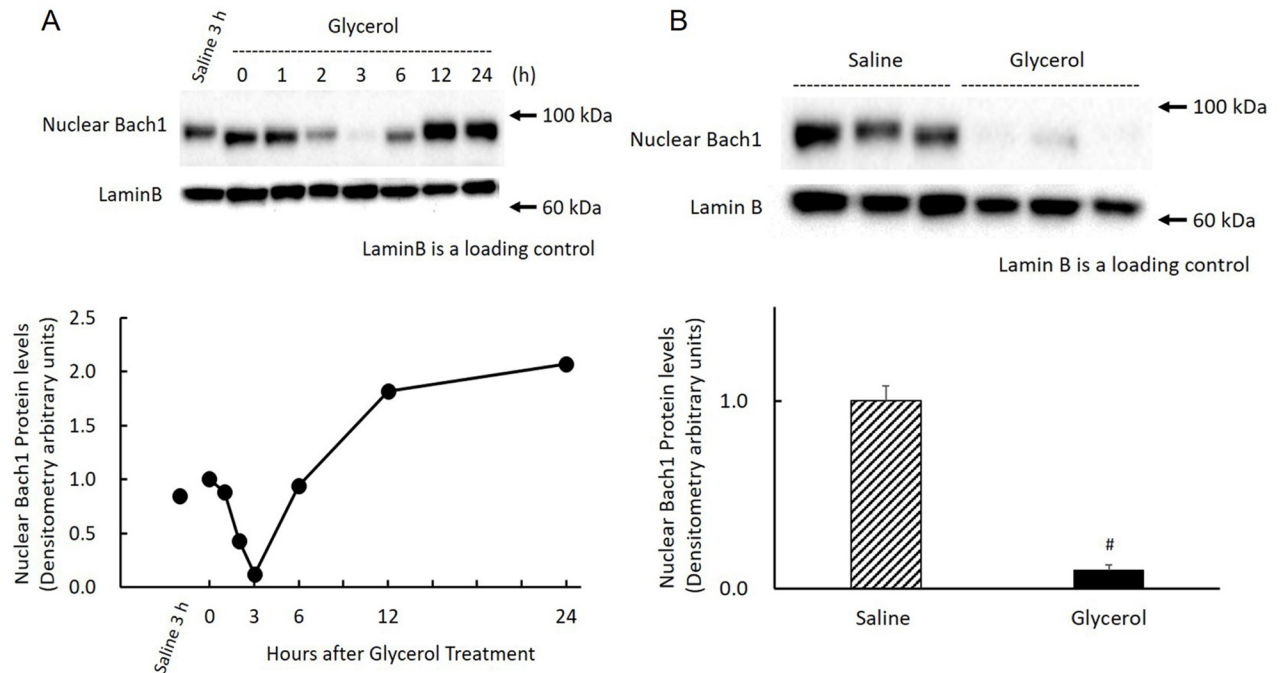 A
Saline 3 h
Glycerol
0 1 2 3 6 12 24 (h)
Nuclear Bach1
100 kDa
LaminB
60 kDa
LaminB is a loading control
Nuclear Bach1 Protein levels
(Densitometry arbitrary units)
2.5
2.0
1.5
1.0
0.5
0.0
Saline 3 h
0 3 6 12 24
Hours after Glycerol Treatment
B
Saline Glycerol
100 kDa
Nuclear Bach1
Lamin B
60 kDa
Lamin B is a loading control
Nuclear Bach1 Protein levels
(Densitometry arbitrary units)
1.0
0.0
#
Saline Glycerol